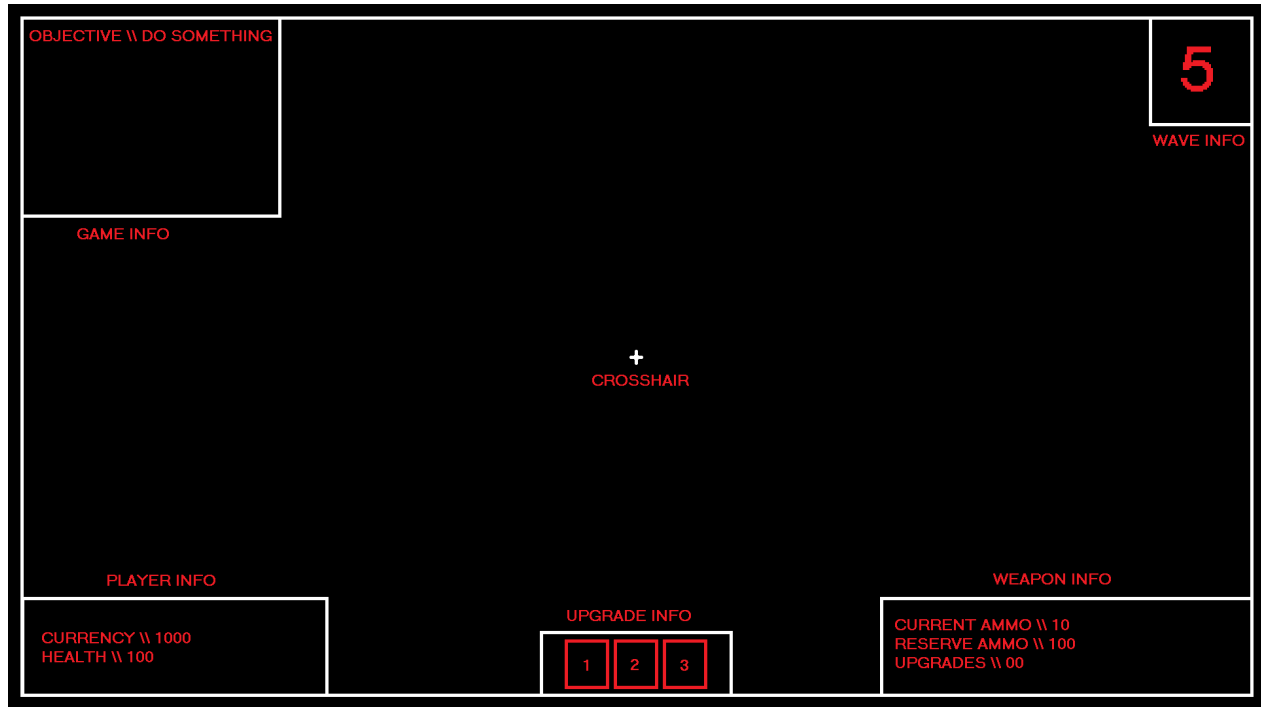 OBJECTIVE \\ DO SOMETHING
5
WAVE INFO
GAME INFO
CROSSHAIR
PLAYER INFO
CURRENCY \\ 1000
HEALTH \\ 100
UPGRADE INFO
1 2 3
WEAPON INFO
CURRENT AMMO \\ 10
RESERVE AMMO \\ 100
UPGRADES \\ 00